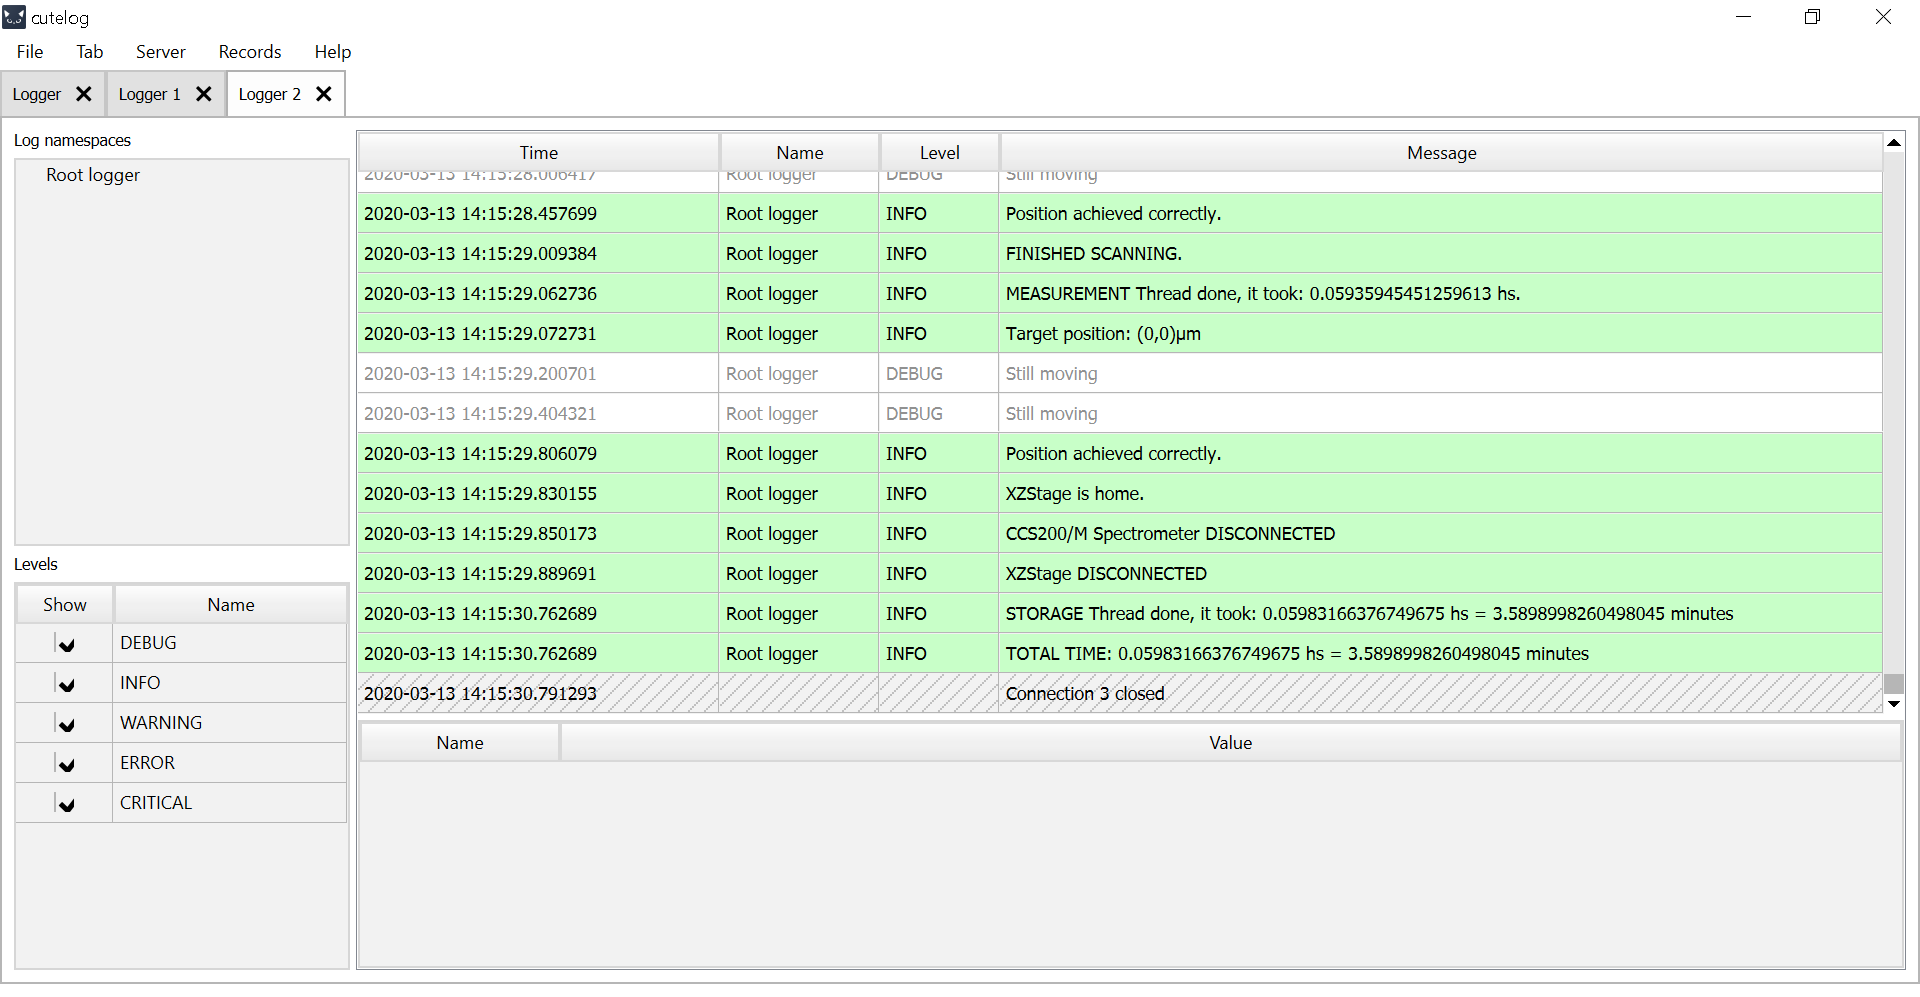 cutelog
File Tab Server Records Help
Logger Logger 1 Logger 2
Log namespaces
Root logger
Levels
Show Name
DEBUG
INFO
WARNING
ERROR
CRITICAL
Time Name Level Message
2020-03-13 14:15:28.006417 Root logger DEBUG Still moving
2020-03-13 14:15:28.457699 Root logger INFO Position achieved correctly.
2020-03-13 14:15:29.009384 Root logger INFO FINISHED SCANNING.
2020-03-13 14:15:29.062736 Root logger INFO MEASUREMENT Thread done, it took: 0.05935945451259613 hs.
2020-03-13 14:15:29.072731 Root logger INFO Target position: (0,0)µm
2020-03-13 14:15:29.200701 Root logger DEBUG Still moving
2020-03-13 14:15:29.404321 Root logger DEBUG Still moving
2020-03-13 14:15:29.806079 Root logger INFO Position achieved correctly.
2020-03-13 14:15:29.830155 Root logger INFO XZStage is home.
2020-03-13 14:15:29.850173 Root logger INFO CCS200/M Spectrometer DISCONNECTED
2020-03-13 14:15:29.889691 Root logger INFO XZStage DISCONNECTED
2020-03-13 14:15:30.762689 Root logger INFO STORAGE Thread done, it took: 0.05983166376749675 hs = 3.5898998260498045 minutes
2020-03-13 14:15:30.762689 Root logger INFO TOTAL TIME: 0.05983166376749675 hs = 3.5898998260498045 minutes
2020-03-13 14:15:30.791293 Connection 3 closed
Name Value